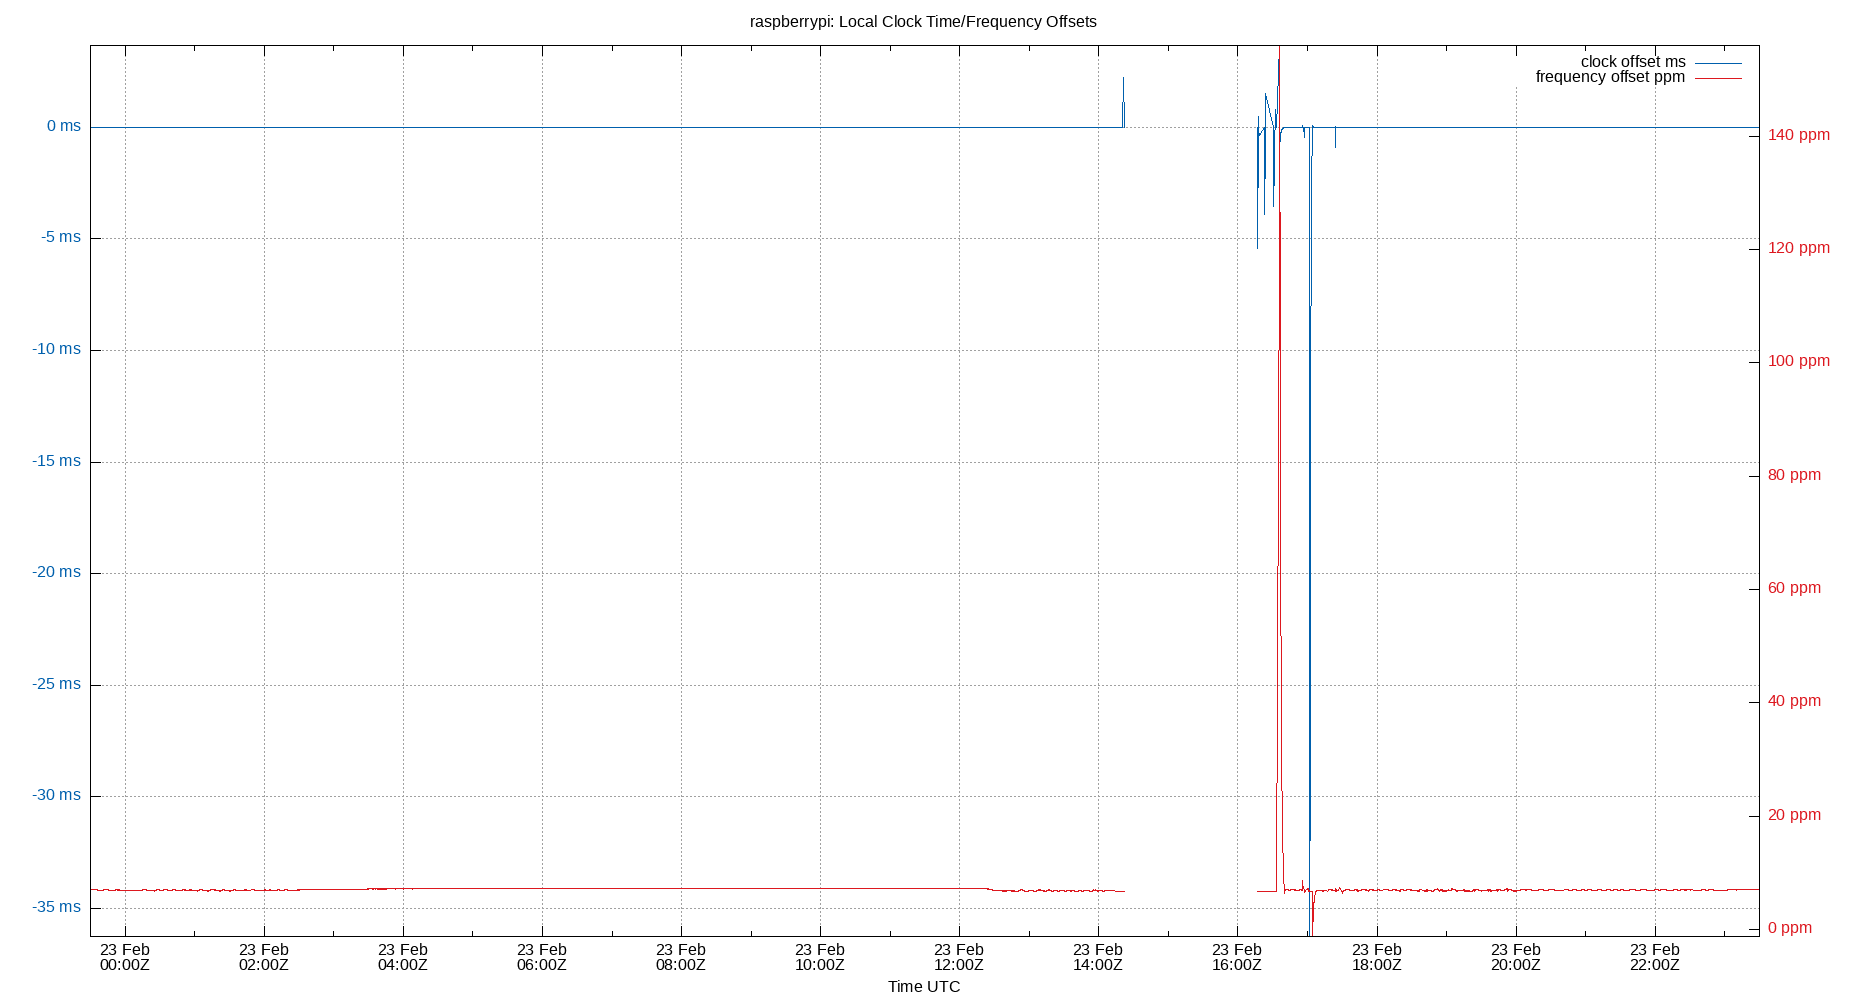 raspberrypi: Local Clock Time/Frequency Offsets
clock offset ms
frequency offset ppm
0 ms
-5 ms
-10 ms
-15 ms
-20 ms
-25 ms
-30 ms
-35 ms
140 ppm
120 ppm
100 ppm
80 ppm
60 ppm
40 ppm
20 ppm
0 ppm
23 Feb 23 Feb 23 Feb 23 Feb 23 Feb 23 Feb 23 Feb 23 Feb 23 Feb 23 Feb 23 Feb 23 Feb
00:00Z 02:00Z 04:00Z 06:00Z 08:00Z 10:00Z 12:00Z 14:00Z 16:00Z 18:00Z 20:00Z 22:00Z
Time UTC